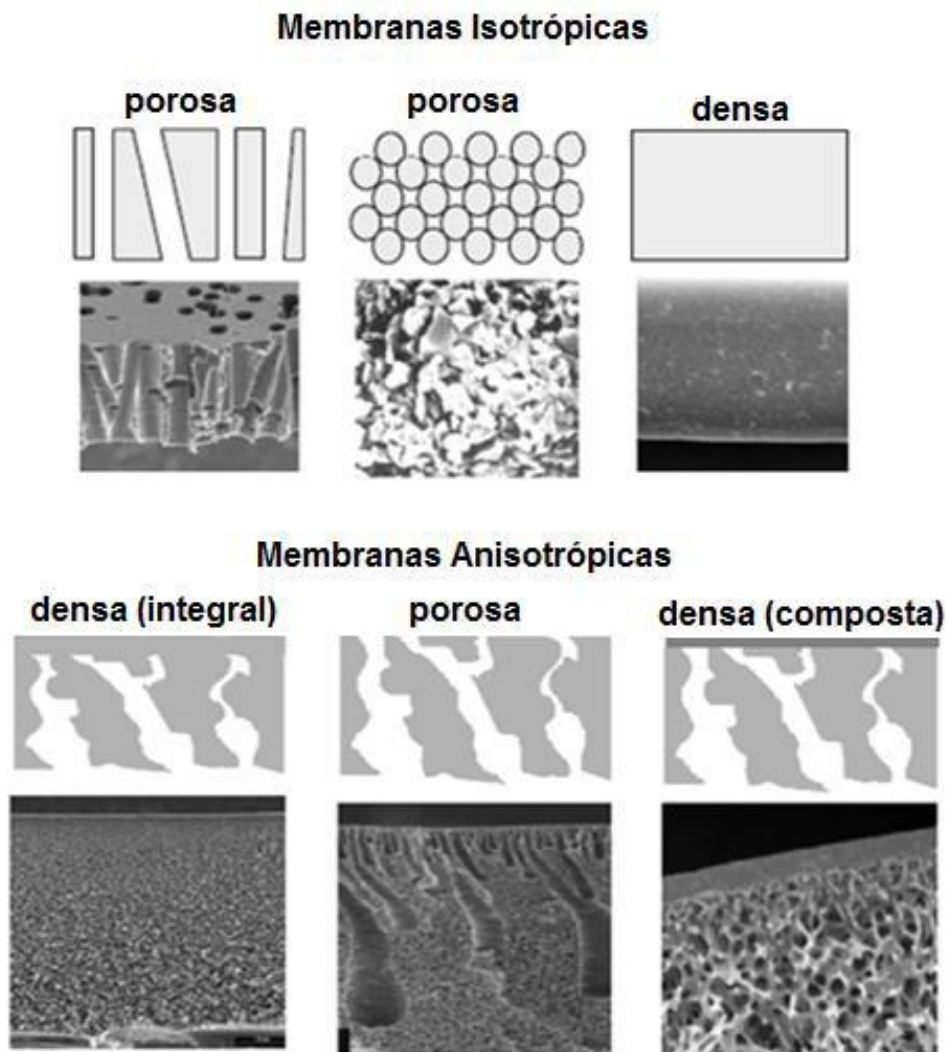 Membranas Isotrópicas
porosa porosa densa
Membranas Anisotrópicas
densa (integral) porosa densa (composta)